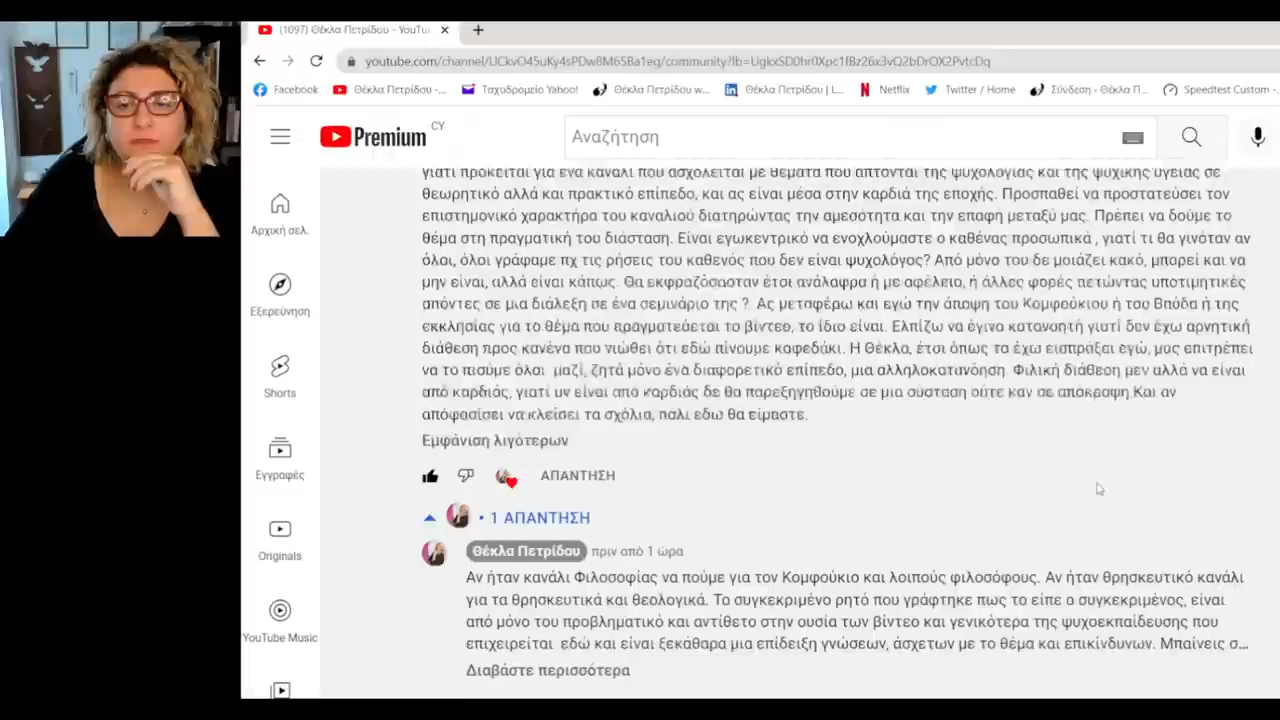 (1097) Θέκλα Πετρίδου - YouTu
youtube.com/channel/UCkvO45uKy4sPDw8M65Ba1eg/community?lb=UgkxSD0hr0Xpc1fBz26x3vQ2bDrOX2PvtcDq
Facebook Θέκλα Πετρίδου -... Ταχυδρομείο Yahoo! Θέκλα Πετρίδου w... Θέκλα Πετρίδου | L... Netflix Twitter / Home Σύνδεση - Θέκλα Π... Speedtest Custom -
Premium CY
Αναζήτηση
γιατί πρόκειται για ένα κανάλι που ασχολείται με θέματα που άπτονται της ψυχολογίας και της ψυχικής υγείας σε
θεωρητικό αλλά και πρακτικό επίπεδο, και ας είναι μέσα στην καρδιά της εποχής. Προσπαθεί να προστατεύσει τον
επιστημονικό χαρακτήρα του καναλιού διατηρώντας την αμεσότητα και την επαφή μεταξύ μας. Πρέπει να δούμε το
θέμα στη πραγματική του διάσταση. Είναι εγωκεντρικό να ενοχλούμαστε ο καθένας προσωπικά , γιατί τι θα γινόταν αν
όλοι, όλοι γράφαμε πχ τις ρήσεις του καθενός που δεν είναι ψυχολόγος? Από μόνο του δε μοιάζει κακό, μπορεί και να
μην είναι, αλλά είναι κάπως. Θα εκφραζόσασταν έτσι ανάλαφρα ή με αφέλεια, ή άλλες φορές πετώντας υποτιμητικές
απόντες σε μια διάλεξη σε ένα σεμινάριο της ? Ας μεταφέρω και εγώ την άποψη του Κομφούκιου ή του Βούδα ή της
εκκλησίας για το θέμα που πραγματεύεται το βίντεο, το ίδιο είναι. Ελπίζω να έγινα κατανοητή γιατί δεν έχω αρνητική
διάθεση προς κανένα που νιώθει ότι εδώ πίνουμε καφεδάκι. Η Θέκλα, έτσι όπως το έχω εισπράξει εγώ, μας επιτρέπει
να το πιούμε όλοι μαζί, ζητά μόνο ένα διαφορετικό επίπεδο, μια αλληλοκατανόηση. Φιλική διάθεση μεν αλλά να είναι
από καρδιάς, γιατί αν είναι από καρδιάς δε θα παρεξηγηθούμε σε μια σύσταση ούτε καν σε απόκρυψη.Και αν
αποφασίσει να κλείσει τα σχόλια, πάλι εδώ θα είμαστε.
Εμφάνιση λιγότερων
ΑΠΑΝΤΗΣΗ
• 1 ΑΠΑΝΤΗΣΗ
Θέκλα Πετρίδου πριν από 1 ώρα
Αν ήταν κανάλι Φιλοσοφίας να πούμε για τον Κομφούκιο και λοιπούς φιλοσόφους. Αν ήταν θρησκευτικό κανάλι
για τα θρησκευτικά και θεολογικά. Το συγκεκριμένο ρητό που γράφτηκε πως το είπε ο συγκεκριμένος, είναι
από μόνο του προβληματικό και αντίθετο στην ουσία των βίντεο και γενικότερα της ψυχοεκπαίδευσης που
επιχειρείται εδώ και είναι ξεκάθαρα μια επίδειξη γνώσεων, άσχετων με το θέμα και επικίνδυνων. Μπαίνεις σ...
Διαβάστε περισσότερα
Αρχική σελ.
Εξερεύνηση
Shorts
Εγγραφές
Originals
YouTube Music